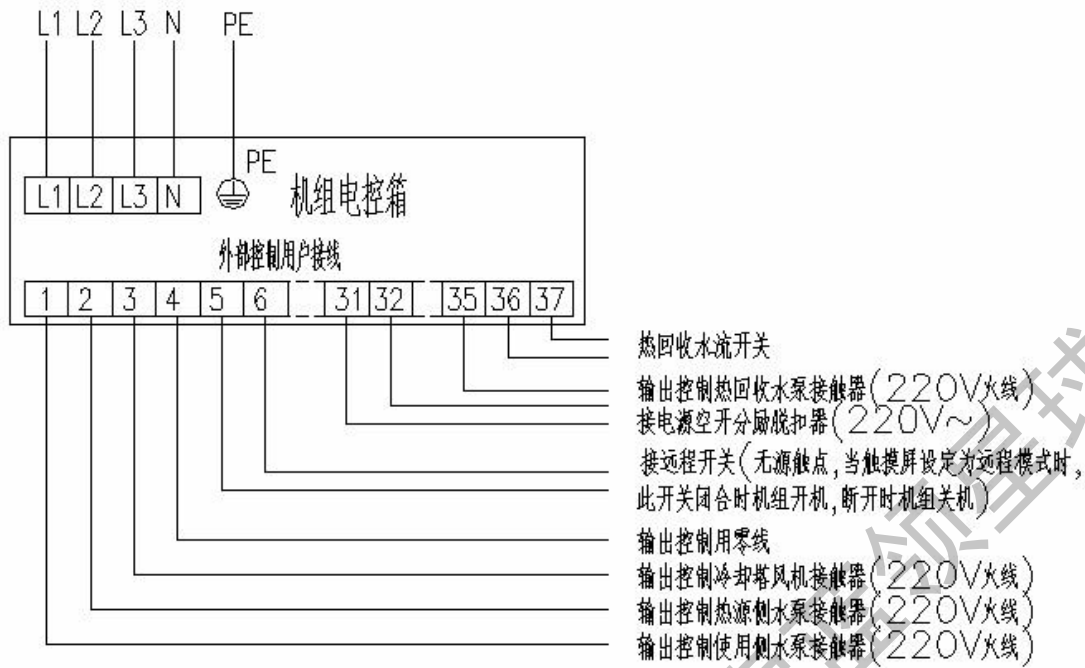 L1 L2 L3 N PE
PE
L1 L2 L3 N 机组电控箱
外部控制用户接线
1 2 3 4 5 6 31 32 35 36 37
热回收水流开关
输出控制热回收水泵接触器(220V火线)
接电源空开分励脱扣器(220V~)
接远程开关(无源触点,当触摸屏设定为远程模式时,
此开关闭合时机组开机,断开时机组关机)
输出控制用零线
输出控制冷却塔风机接触器(220V火线)
输出控制热源侧水泵接触器(220V火线)
输出控制使用侧水泵接触器(220V火线)